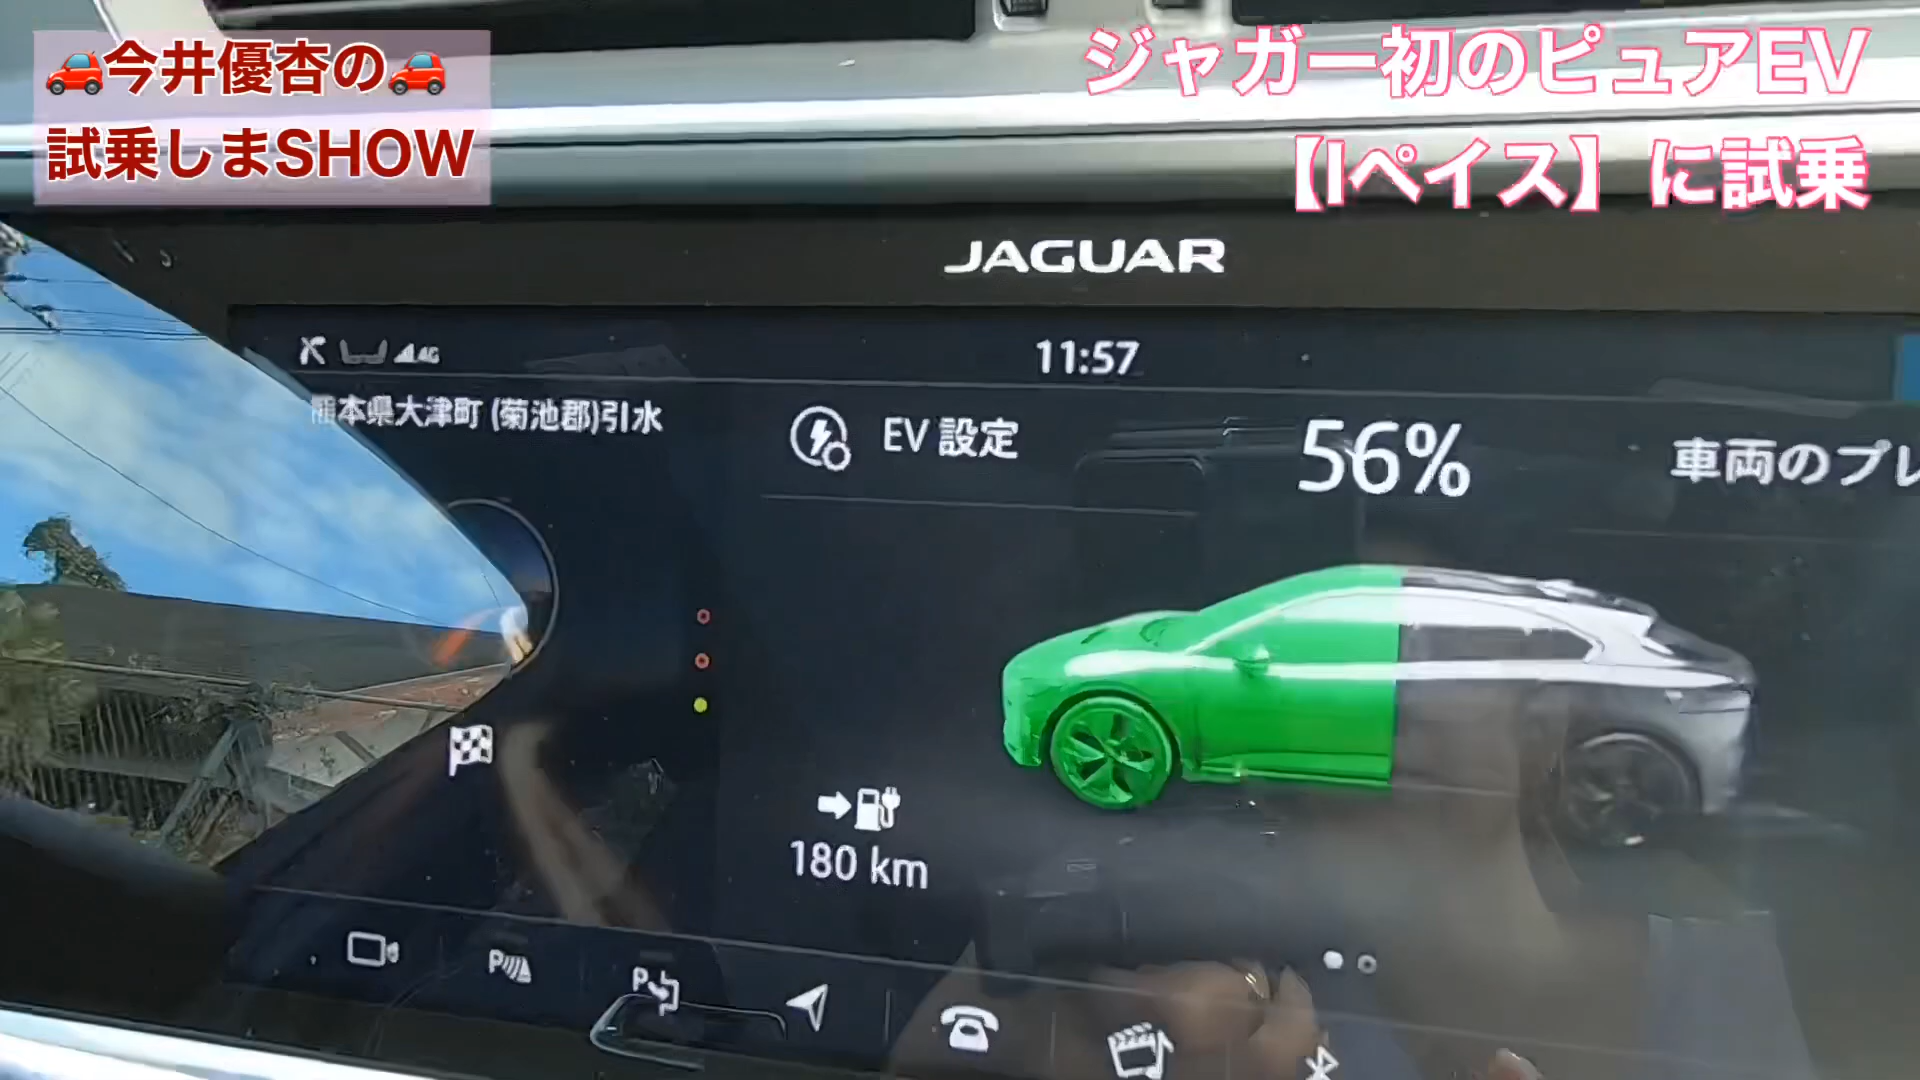 🚗今井優杏の🚗
試乗しまSHOW
ジャガー初のピュアEV
【Iペイス】に試乗
JAGUAR
4G
11:57
熊本県大津町 (菊池郡)引水
EV 設定
56%
車両のプレ
180 km
P
P